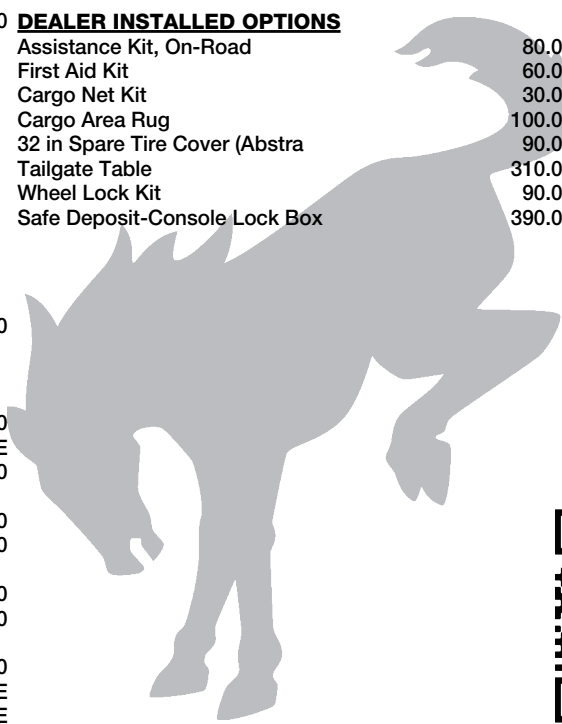 DEALER INSTALLED OPTIONS
Assistance Kit, On-Road 80.0
First Aid Kit 60.0
Cargo Net Kit 30.0
Cargo Area Rug 100.0
32 in Spare Tire Cover (Abstra 90.0
Tailgate Table 310.0
Wheel Lock Kit 90.0
Safe Deposit-Console Lock Box 390.0